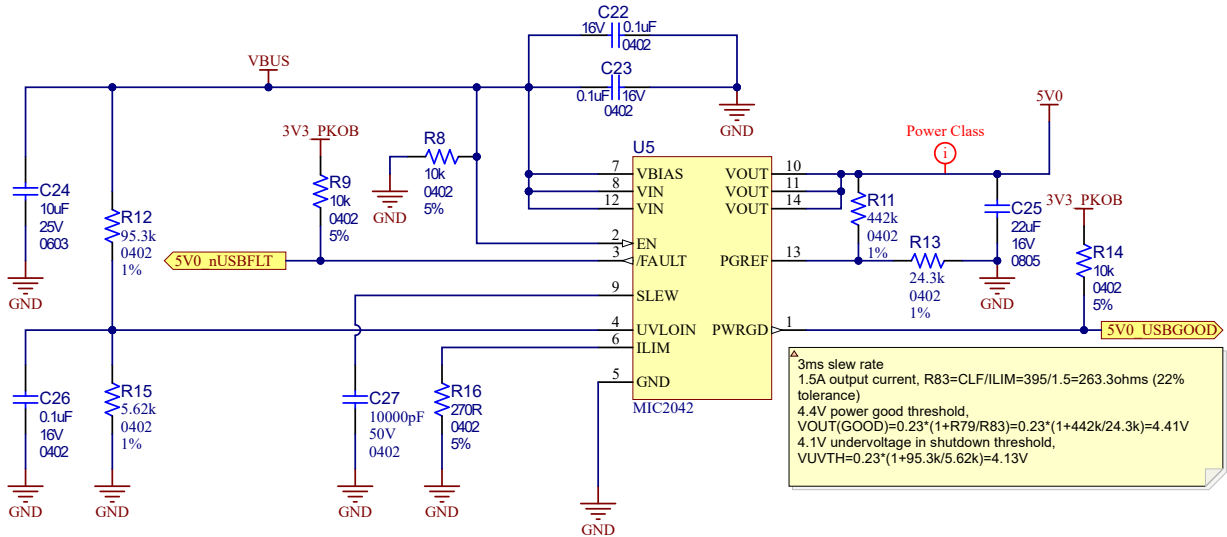 C22
16V 0.1uF
0402
VBUS
C23
0.1uF 16V
0402
GND
5V0
3V3_PKOB
R8
10k
0402
5%
GND
U5
Power Class
i
C24
10uF
25V
0603
GND
R12
95.3k
0402
1%
R9
10k
0402
5%
7 VBIAS
8 VIN
12 VIN
2 EN
3 /FAULT
9 SLEW
4 UVLOIN
6 ILIM
5 GND
VOUT 10
VOUT 11
VOUT 14
PGREF 13
PWRGD 1
MIC2042
R11
442k
0402
1%
R13
24.3k
0402
1%
C25
22uF
16V
0805
GND
3V3_PKOB
R14
10k
0402
5%
5V0_nUSBFLT
5V0_USBGOOD
C26
0.1uF
16V
0402
GND
R15
5.62k
0402
1%
GND
C27
10000pF
50V
0402
GND
R16
270R
0402
5%
GND
GND
3ms slew rate
1.5A output current, R83=CLF/ILIM=395/1.5=263.3ohms (22%
tolerance)
4.4V power good threshold,
VOUT(GOOD)=0.23*(1+R79/R83)=0.23*(1+442k/24.3k)=4.41V
4.1V undervoltage in shutdown threshold,
VUVTH=0.23*(1+95.3k/5.62k)=4.13V